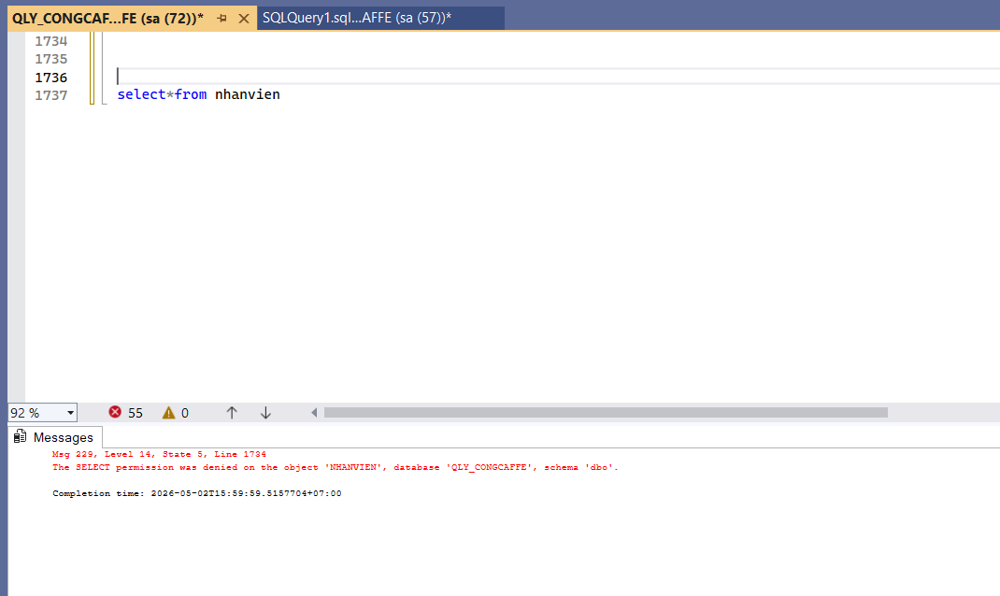 QLY_CONGCAF...FE (sa (72))* SQLQuery1.sql...AFFE (sa (57))*
1734
1735
1736
1737 select*from nhanvien
92 % 55 0
Messages
Msg 229, Level 14, State 5, Line 1734
The SELECT permission was denied on the object 'NHANVIEN', database 'QLY_CONGCAFFE', schema 'dbo'.
Completion time: 2026-05-02T15:59:59.5157704+07:00